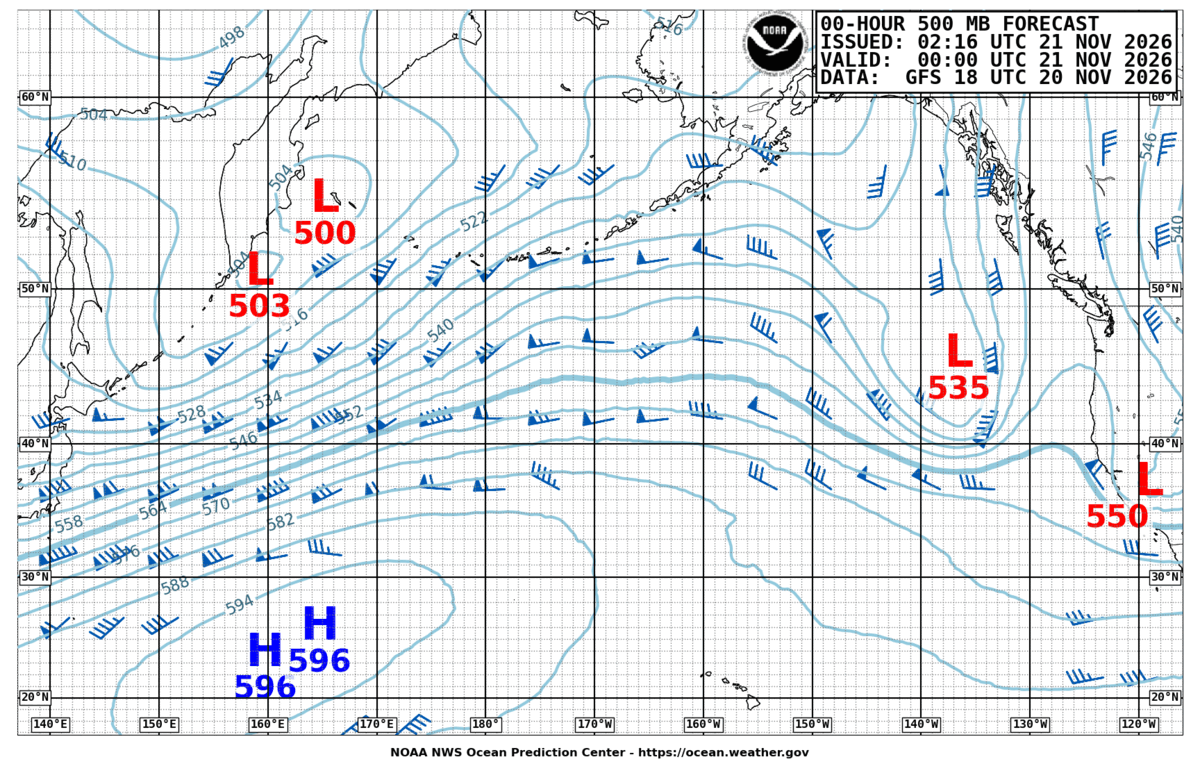 00-HOUR 500 MB FORECAST
ISSUED: 02:16 UTC 21 NOV 2026
VALID: 00:00 UTC 21 NOV 2026
DATA: GFS 18 UTC 20 NOV 2026
NOAA
498
516
60°N
60°N
504
546
510
504
L
500
522
540
L
503
50°N
50°N
516
540
L
535
534
528
552
546
40°N
40°N
L
550
570
564
558
582
576
30°N
30°N
588
594
H
596
H
596
20°N
20°N
140°E
150°E
160°E
170°E
180°
170°W
160°W
150°W
140°W
130°W
120°W
NOAA NWS Ocean Prediction Center - https://ocean.weather.gov